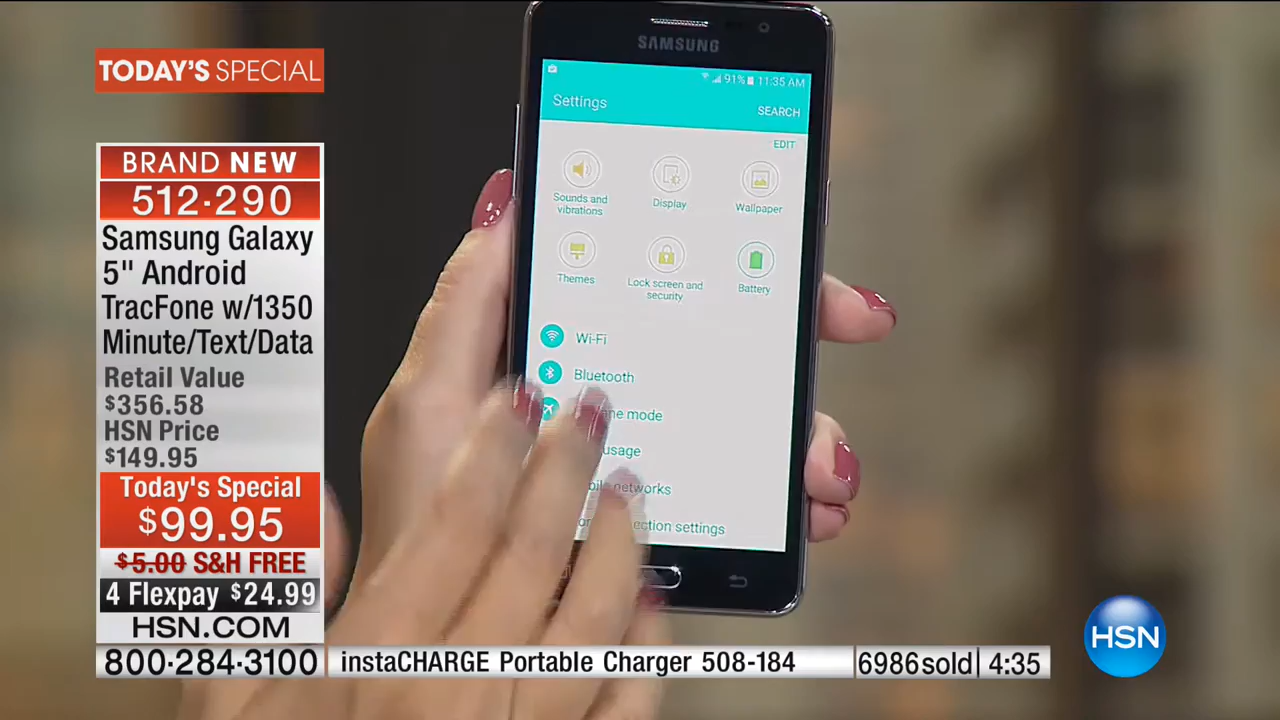 TODAY'S SPECIAL
BRAND NEW
512·290
Samsung Galaxy
5" Android
TracFone w/1350
Minute/Text/Data
Retail Value
$356.58
HSN Price
$149.95
Today's Special
$99.95
$5.00 S&H FREE
4 Flexpay $24.99
HSN.COM
800·284·3100
instaCHARGE Portable Charger 508-184
6986sold
4:35
HSN
SAMSUNG
91% 11:35 AM
Settings
SEARCH
EDIT
Sounds and
vibrations
Display
Wallpaper
Themes
Lock screen and
security
Battery
Wi-Fi
Bluetooth
mode
usage
networks
settings